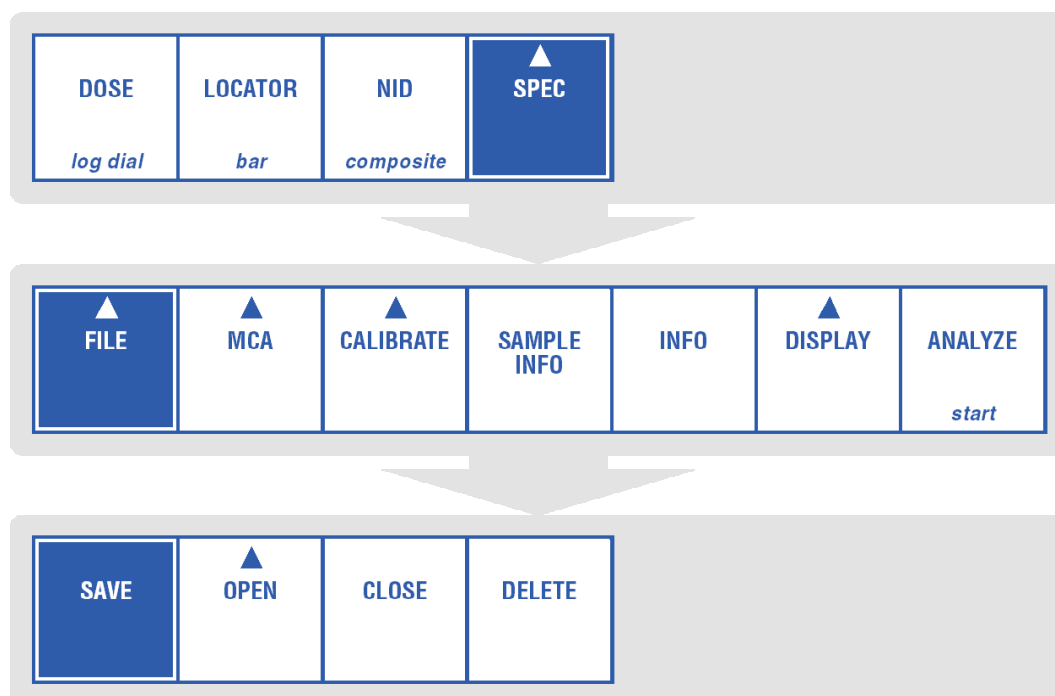 DOSE
log dial
LOCATOR
bar
NID
composite
SPEC
FILE
MCA
CALIBRATE
SAMPLE
INFO
INFO
DISPLAY
ANALYZE
start
SAVE
OPEN
CLOSE
DELETE